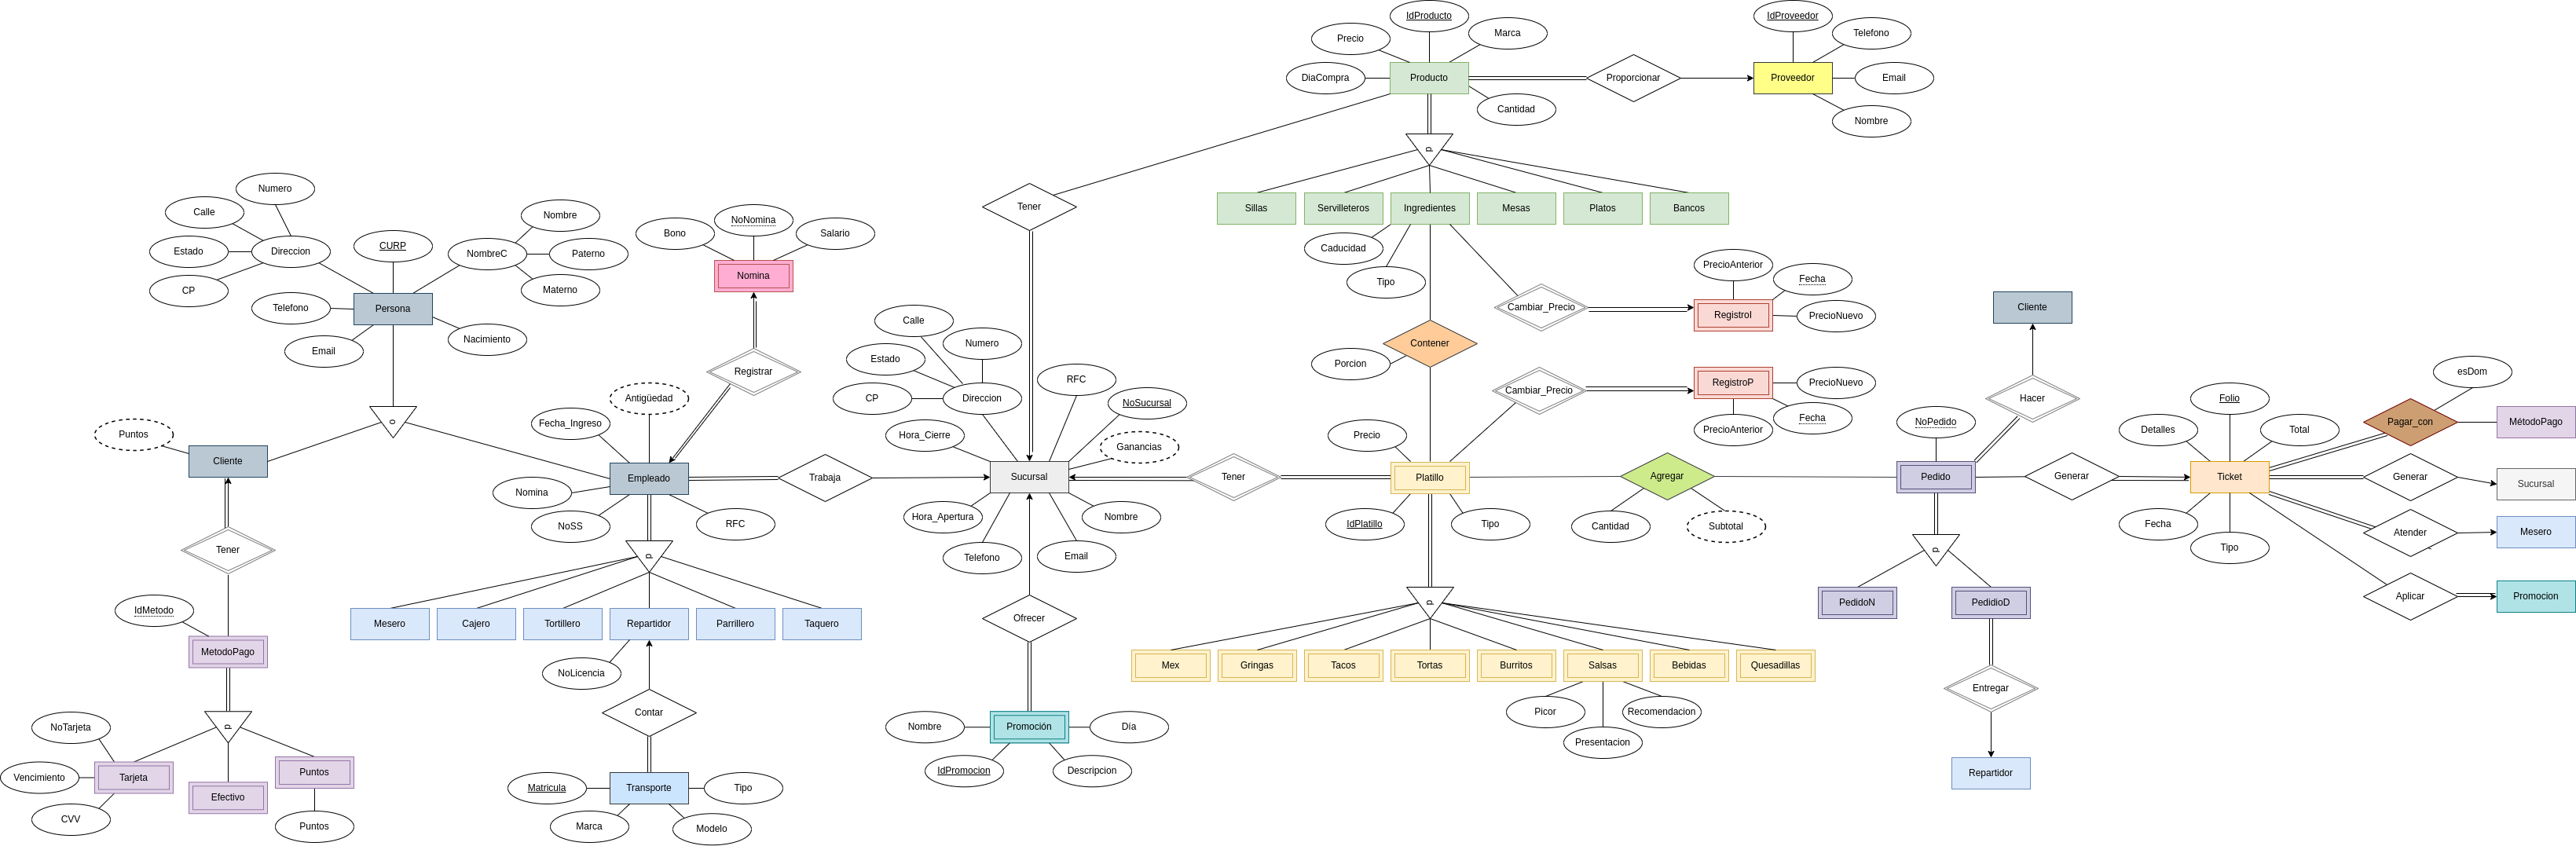 IdProducto
IdProveedor
Precio
Marca
Telefono
DiaCompra
Producto
Proporcionar
Proveedor
Email
Cantidad
Nombre
p
Numero
Tener
Calle
Nombre
Sillas
Servilleteros
Ingredientes
Mesas
Platos
Bancos
NoNomina
Bono
Salario
Estado
Direccion
CURP
NombreC
Paterno
Caducidad
CP
Materno
Nomina
Tipo
PrecioAnterior
Fecha
Telefono
Persona
Cambiar_Precio
RegistroI
PrecioNuevo
Cliente
Email
Nacimiento
Calle
Numero
Contener
Estado
Registrar
RFC
Porcion
Cambiar_Precio
RegistroP
PrecioNuevo
esDom
CP
Direccion
Antigüedad
NoSucursal
Fecha
Hacer
Folio
o
Fecha_Ingreso
Puntos
Hora_Cierre
Ganancias
Precio
PrecioAnterior
NoPedido
Detalles
Total
Pagar_con
MétodoPago
Cliente
Empleado
Trabaja
Sucursal
Tener
Platillo
Agregar
Pedido
Generar
Ticket
Generar
Sucursal
Nomina
NoSS
RFC
Hora_Apertura
Nombre
IdPlatillo
Tipo
Cantidad
Subtotal
Fecha
Tipo
Atender
Mesero
Tener
p
Telefono
Email
p
Aplicar
Promocion
IdMetodo
Mesero
Cajero
Tortillero
Repartidor
Parrillero
Taquero
Ofrecer
p
PedidoN
PedidioD
MetodoPago
NoLicencia
Mex
Gringas
Tacos
Tortas
Burritos
Salsas
Bebidas
Quesadillas
Entregar
NoTarjeta
p
Contar
Nombre
Promoción
Día
Picor
Recomendacion
Presentacion
Vencimiento
Tarjeta
Puntos
IdPromocion
Descripcion
Repartidor
Efectivo
Matricula
Transporte
Tipo
CVV
Puntos
Marca
Modelo